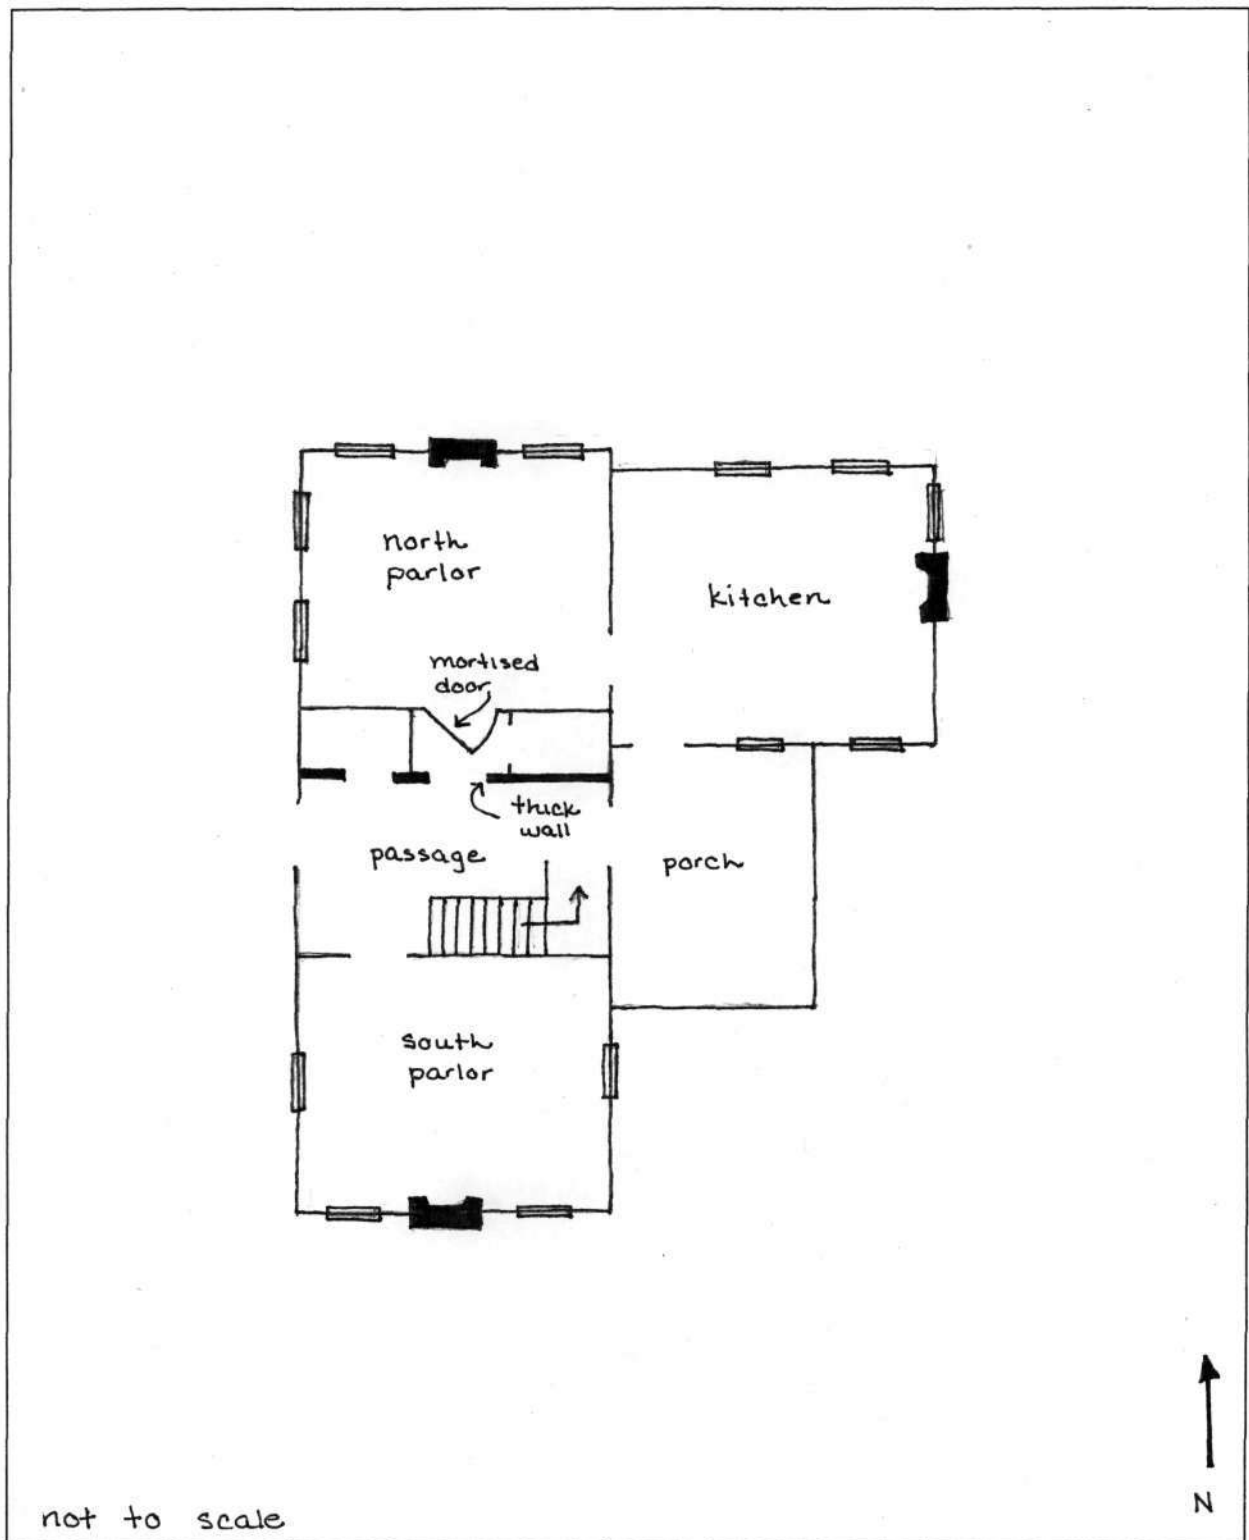 north
parlor
kitchen
mortised
door
thick
wall
passage
porch
south
parlor
not to scale
N